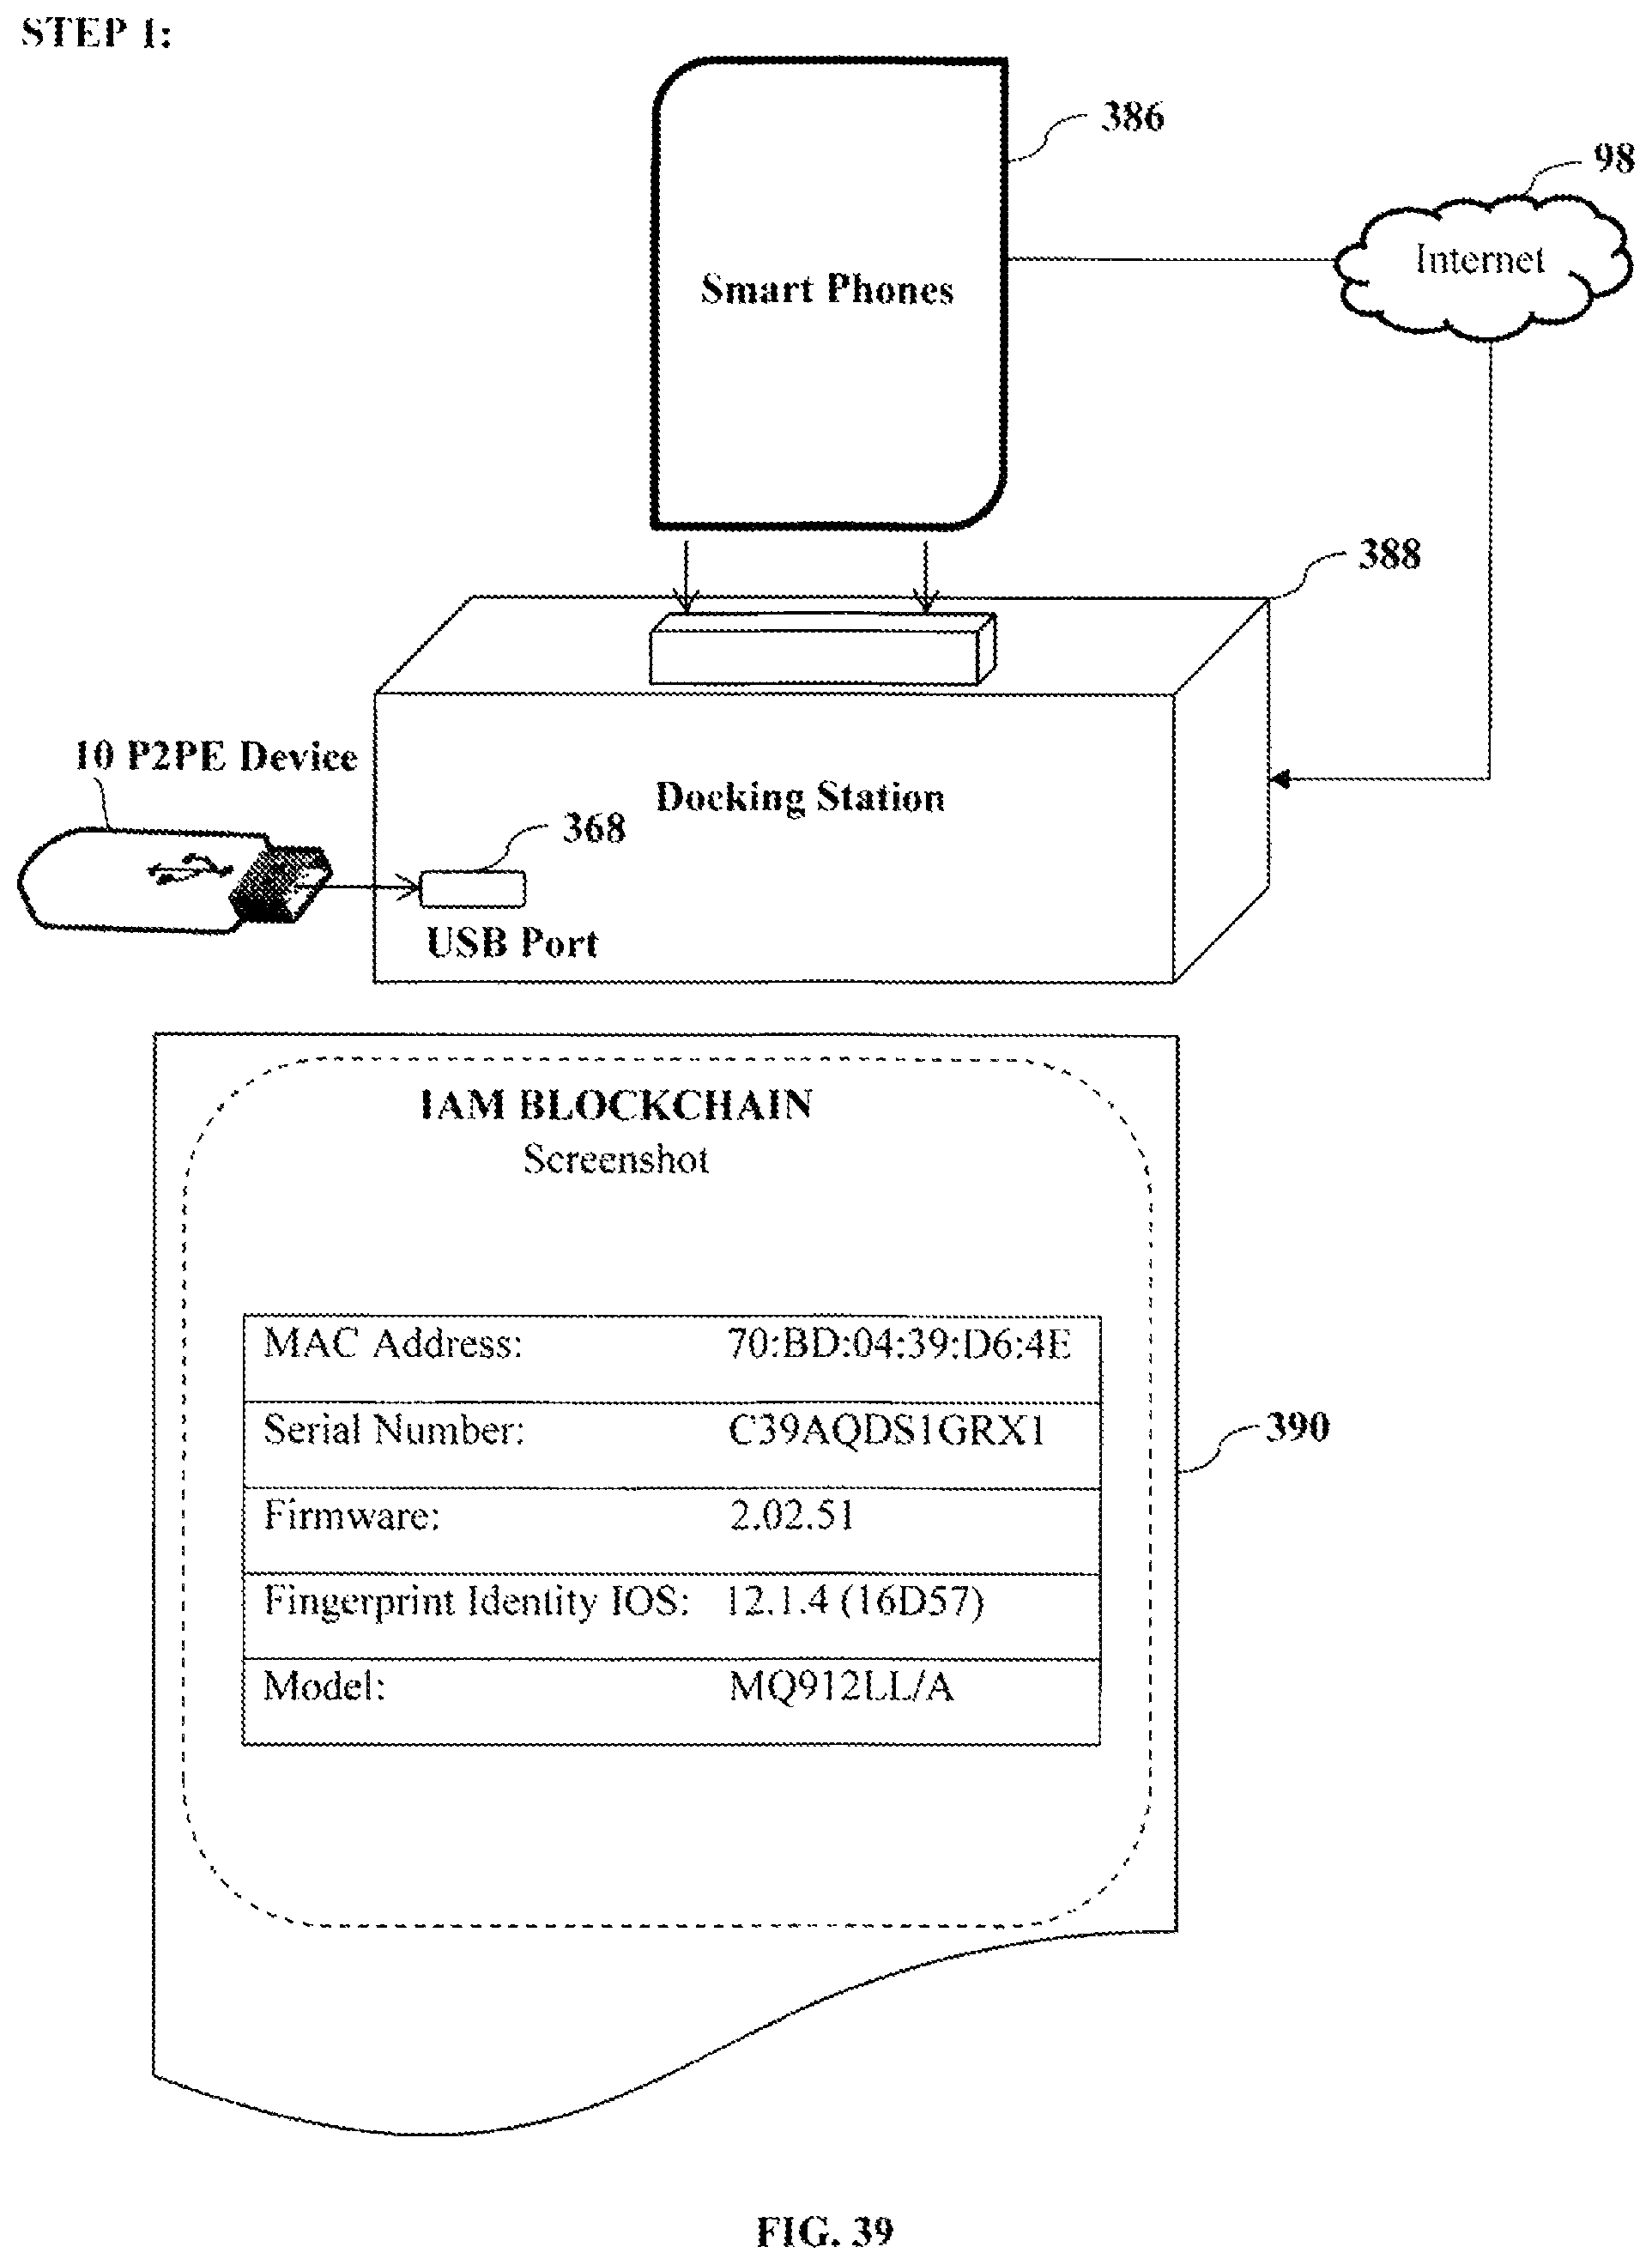 STEP 1:
386
98
Internet
Smart Phones
388
10 P2PE Device
Docking Station
368
USB Port
IAM BLOCKCHAIN
Screenshot
MAC Address: 70:BD:04:39:D6:4E
Serial Number: C39AQDS1GRX1
390
Firmware: 2.02.51
Fingerprint Identity IOS: 12.1.4 (16D57)
Model: MQ912LL/A
FIG. 39